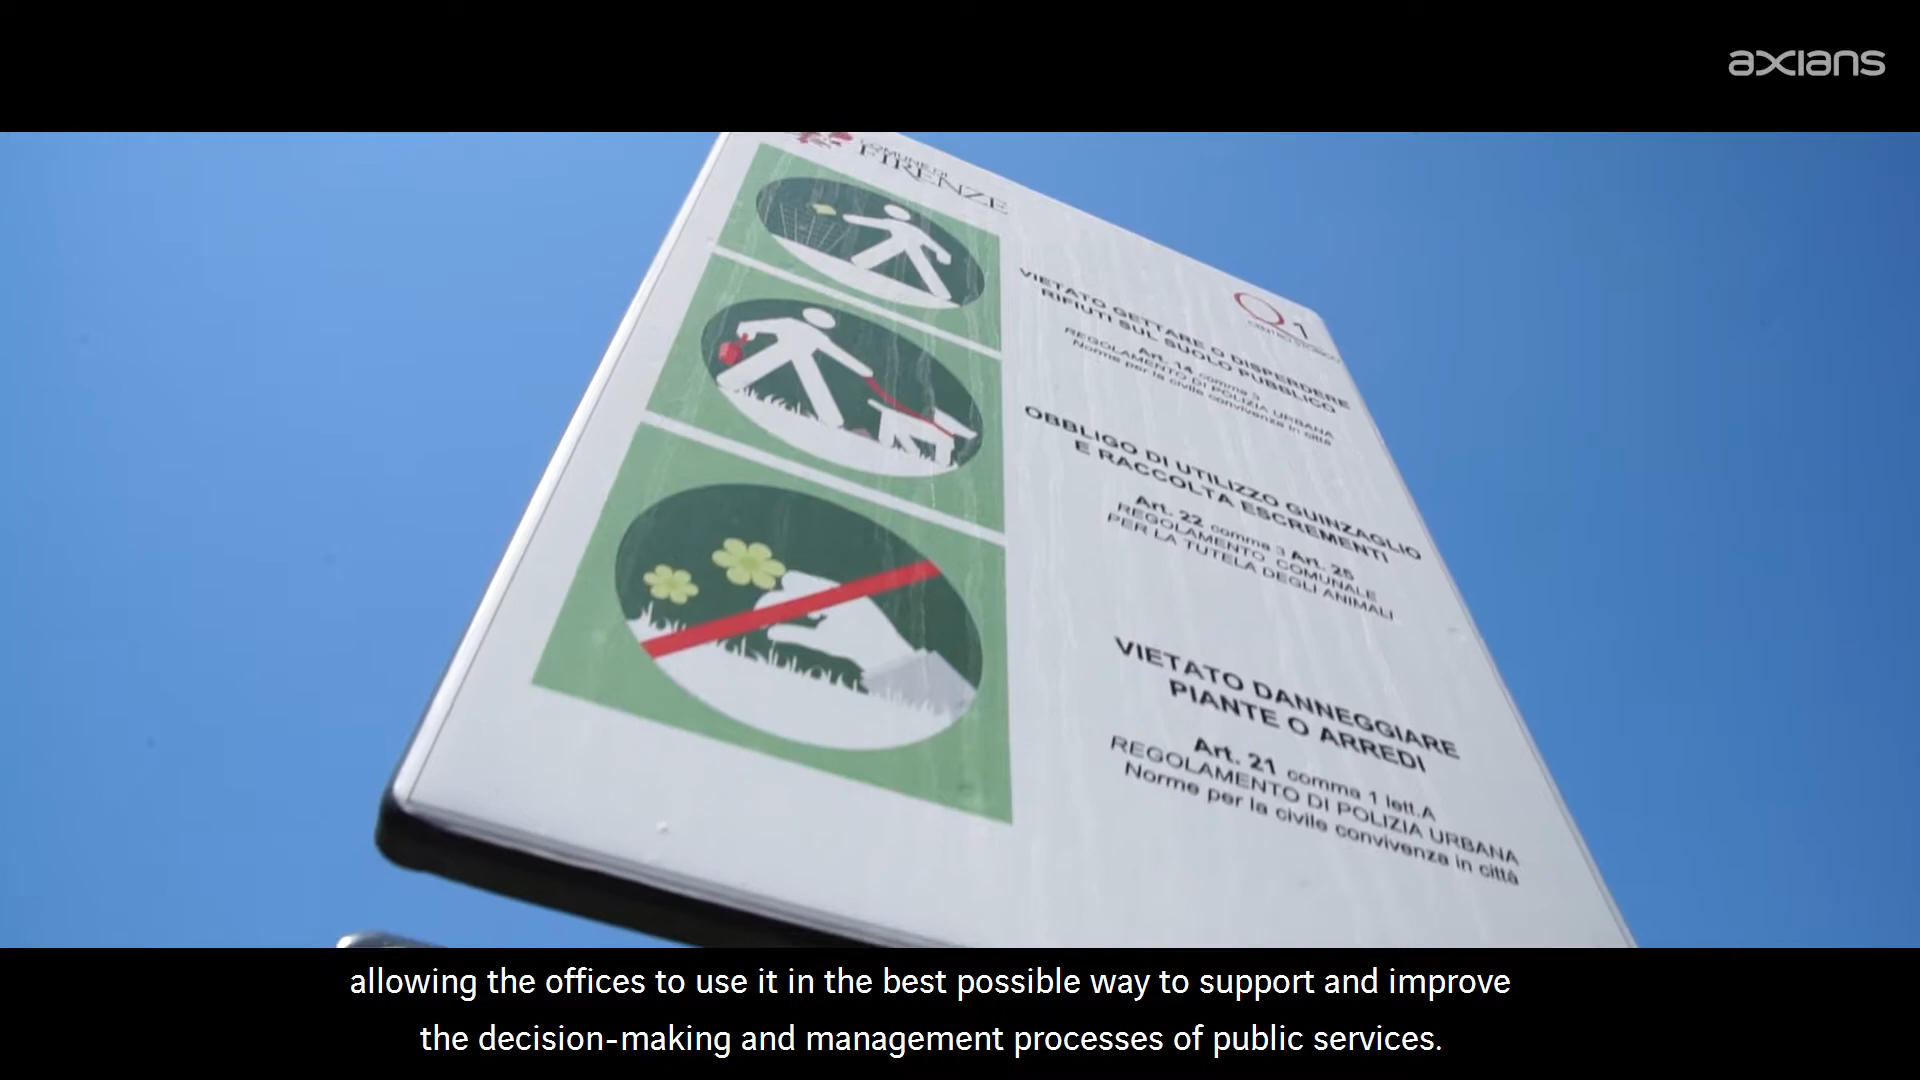 axians
COMUNE DI
FIRENZE
Q1
VIETATO GETTARE O DISPERDERE
RIFIUTI SUL SUOLO PUBBLICO
Art. 14 comma 3
REGOLAMENTO DI POLIZIA URBANA
Norme per la civile convivenza in città
OBBLIGO DI UTILIZZO GUINZAGLIO
E RACCOLTA ESCREMENTI
Art. 22 comma 3 Art. 25
REGOLAMENTO COMUNALE
PER LA TUTELA DEGLI ANIMALI
VIETATO DANNEGGIARE
PIANTE O ARREDI
Art. 21 comma 1 lett.A
REGOLAMENTO DI POLIZIA URBANA
Norme per la civile convivenza in città
allowing the offices to use it in the best possible way to support and improve
the decision-making and management processes of public services.